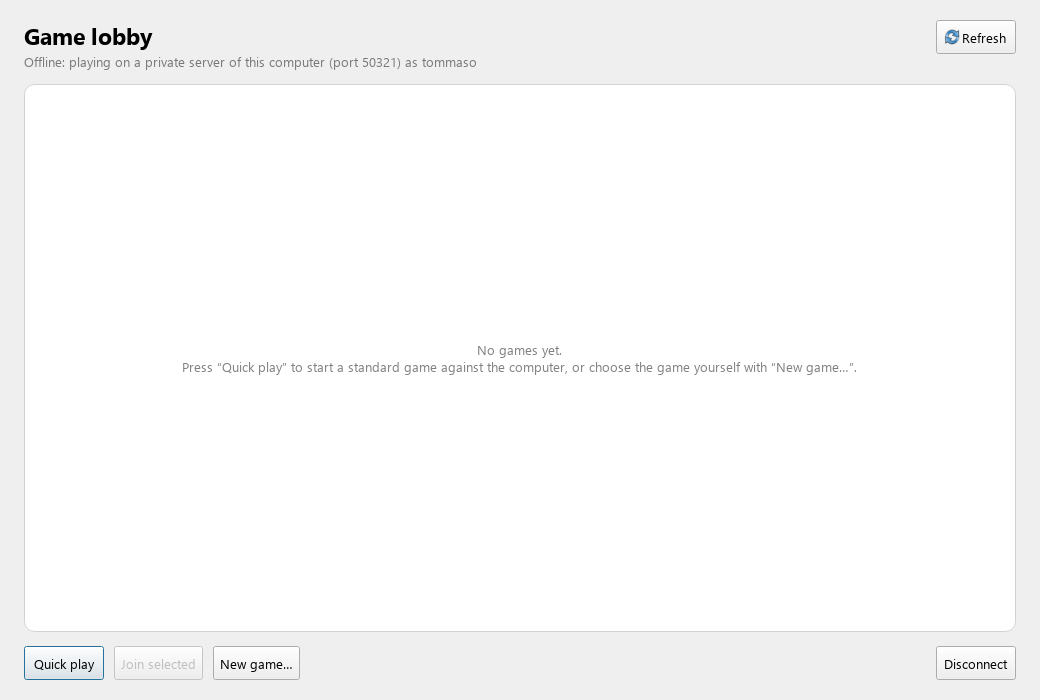 Game lobby
Refresh
Offline: playing on a private server of this computer (port 50321) as tommaso
No games yet.
Press “Quick play” to start a standard game against the computer, or choose the game yourself with “New game...”.
Quick play
Join selected
New game...
Disconnect